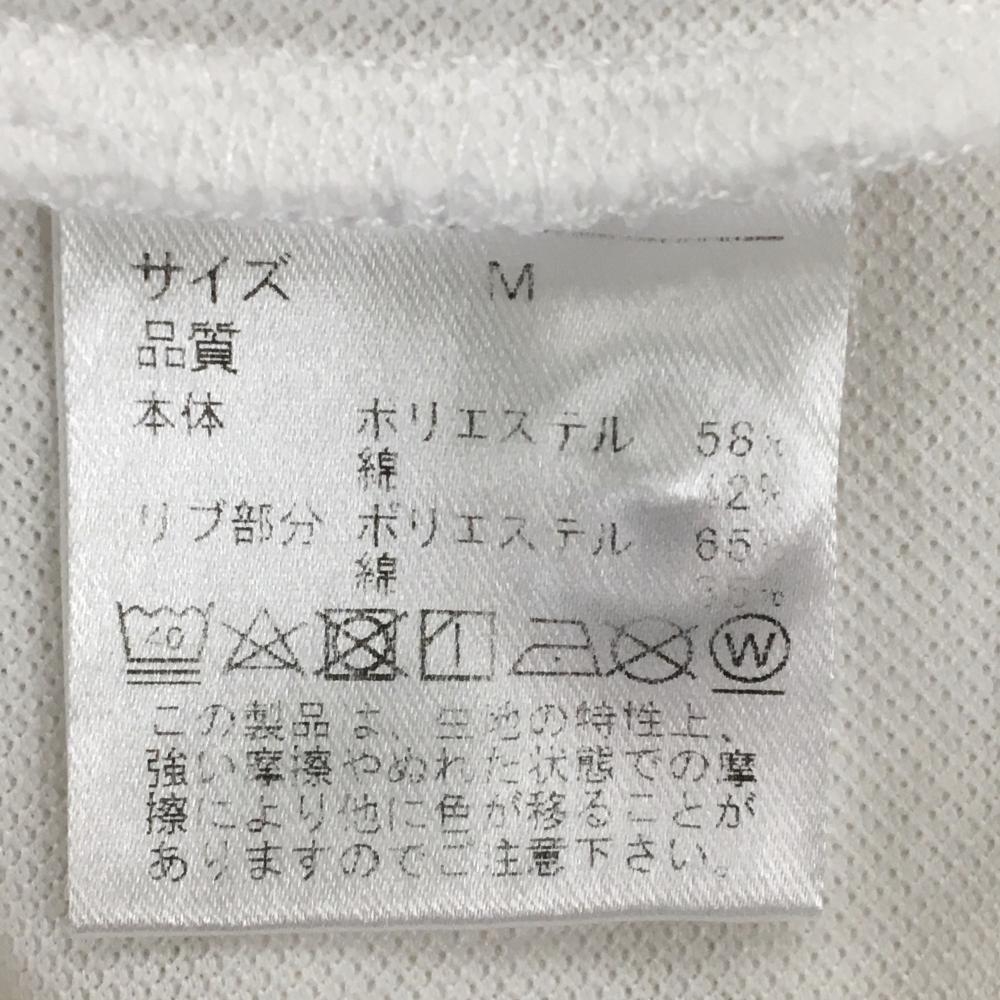 サイズ M
品質
本体 ポリエステル 58%
綿 42%
リブ部分 ポリエステル 65%
綿
40
W
この製品は、生地の特性上、
強い摩擦やぬれた状態での摩
擦により他に色が移ることが
ありますのでご注意下さい。